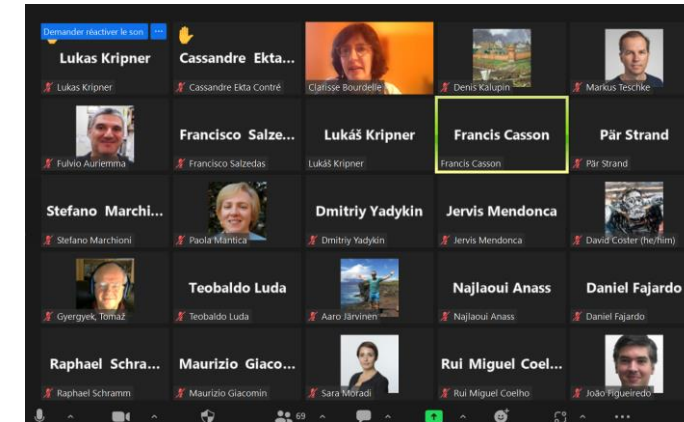 Demander réactiver le son ...
Lukas Kripner
Lukas Kripner
Cassandre Ekta...
Cassandre Ekta Contré
Clarisse Bourdelle
Denis Kalupin
Markus Teschke
Fulvio Auriemma
Francisco Salze...
Francisco Salzedas
Lukáš Kripner
Lukáš Kripner
Francis Casson
Francis Casson
Pär Strand
Pär Strand
Stefano Marchi...
Stefano Marchioni
Paola Mantica
Dmitriy Yadykin
Dmitriy Yadykin
Jervis Mendonca
Jervis Mendonca
David Coster (he/him)
Gyergyek, Tomaž
Teobaldo Luda
Teobaldo Luda
Aaro Järvinen
Najlaoui Anass
Najlaoui Anass
Daniel Fajardo
Daniel Fajardo
Raphael Schra...
Raphael Schramm
Maurizio Giaco...
Maurizio Giacomin
Sara Moradi
Rui Miguel Coel...
Rui Miguel Coelho
João Figueiredo
69